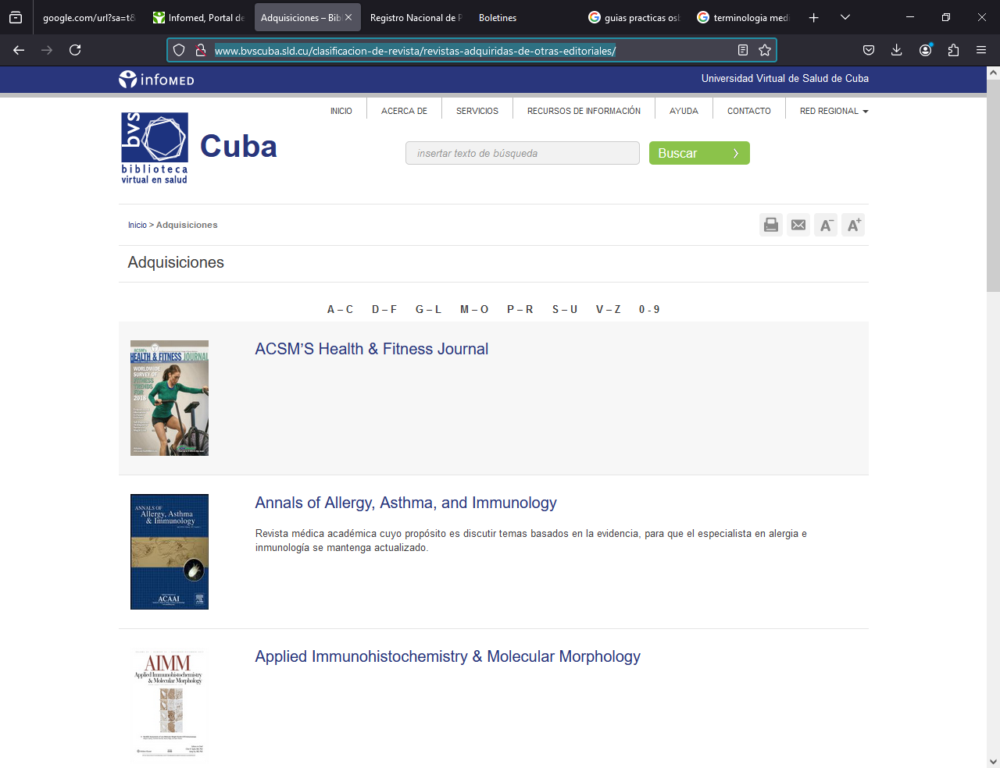 google.com/url?sa=t&
Infomed, Portal de
Adquisiciones – Bib
Registro Nacional de P
Boletines
guias practicas ost
terminologia medi
www.bvscuba.sld.cu/clasificacion-de-revista/revistas-adquiridas-de-otras-editoriales/
infoMED
Universidad Virtual de Salud de Cuba
INICIO
ACERCA DE
SERVICIOS
RECURSOS DE INFORMACIÓN
AYUDA
CONTACTO
RED REGIONAL
bvs
biblioteca
virtual en salud
Cuba
insertar texto de búsqueda
Buscar
Inicio > Adquisiciones
A−
A+
Adquisiciones
A – C D – F G – L M – O P – R S – U V – Z 0 - 9
ACSM's
HEALTH & FITNESS JOURNAL
WORLDWIDE
SURVEY OF
FITNESS
TRENDS
FOR
2018
ACSM’S Health & Fitness Journal
ANNALS OF
Allergy, Asthma
& Immunology
ACAAI
Annals of Allergy, Asthma, and Immunology
Revista médica académica cuyo propósito es discutir temas basados en la evidencia, para que el especialista en alergia e
inmunología se mantenga actualizado.
AIMM
Applied Immunohistochemistry
& Molecular Morphology
Applied Immunohistochemistry & Molecular Morphology